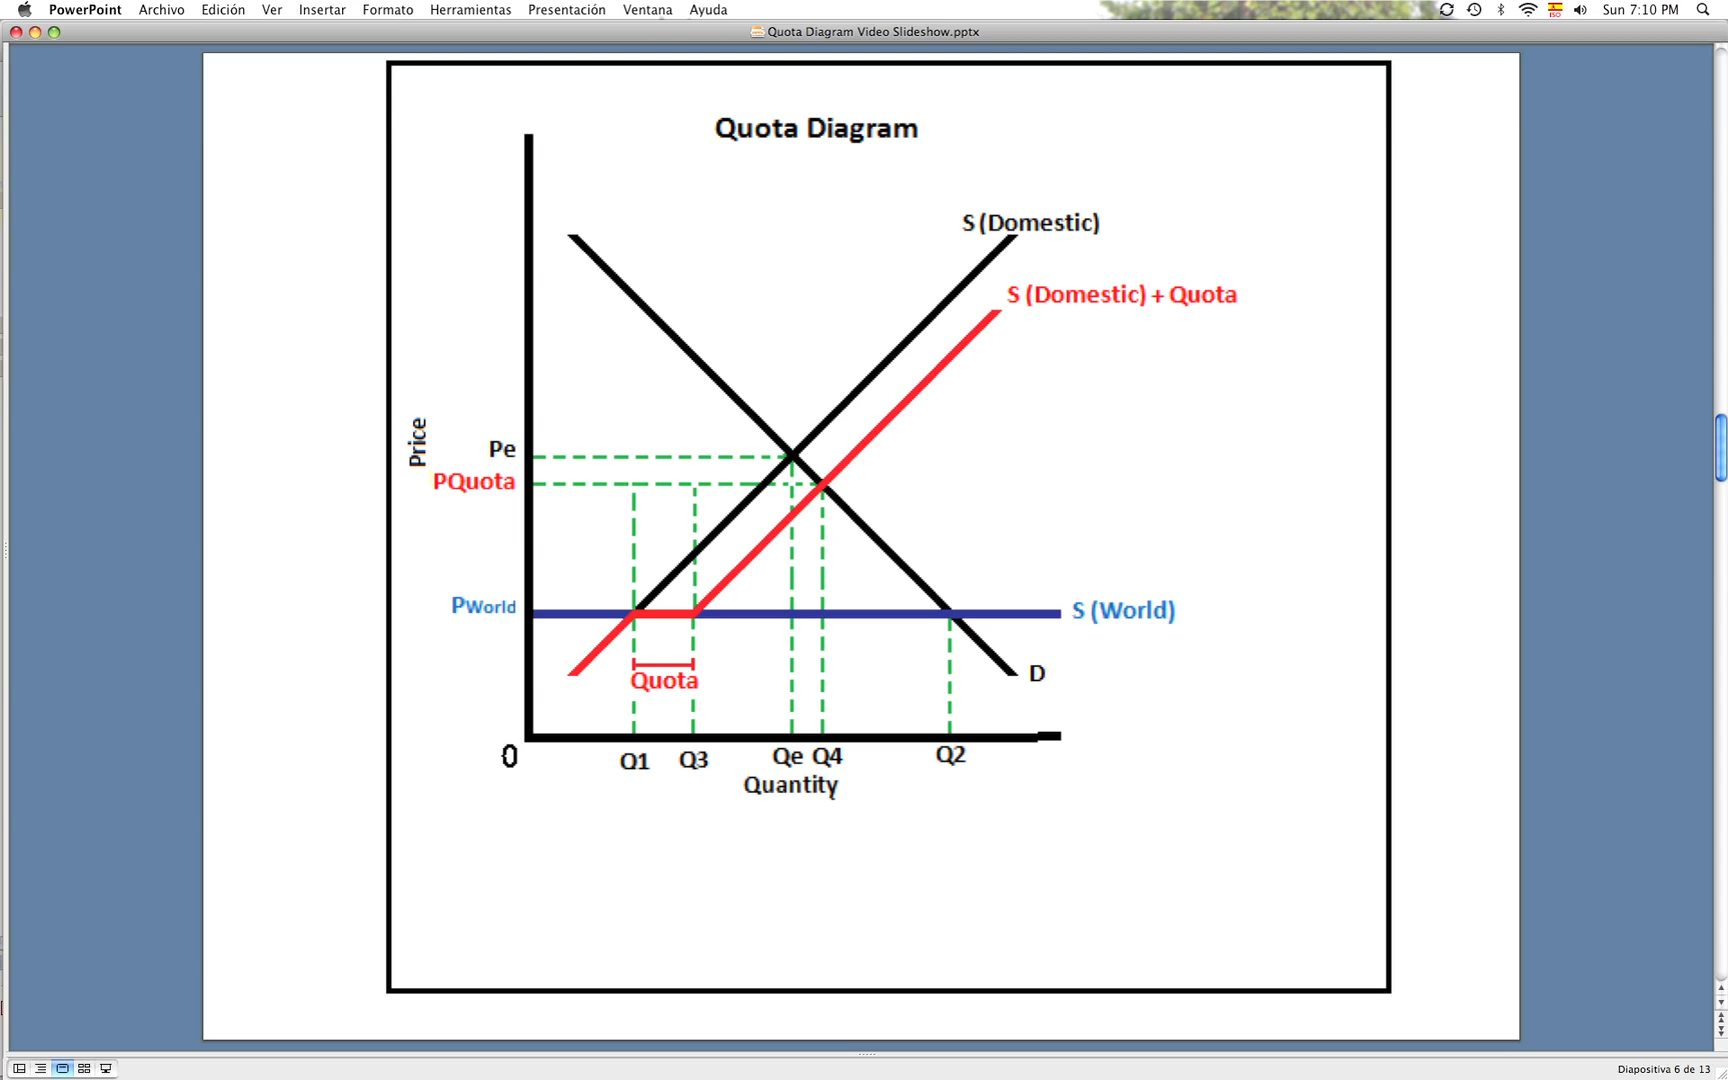 PowerPoint Archivo Edición Ver Insertar Formato Herramientas Presentación Ventana Ayuda Sun 7:10 PM
Quota Diagram Video Slideshow.pptx
Quota Diagram
S (Domestic)
S (Domestic) + Quota
Price
Pe
PQuota
PWorld
S (World)
D
Quota
0
Q1 Q3 Qe Q4 Q2
Quantity
Diapositiva 6 de 13